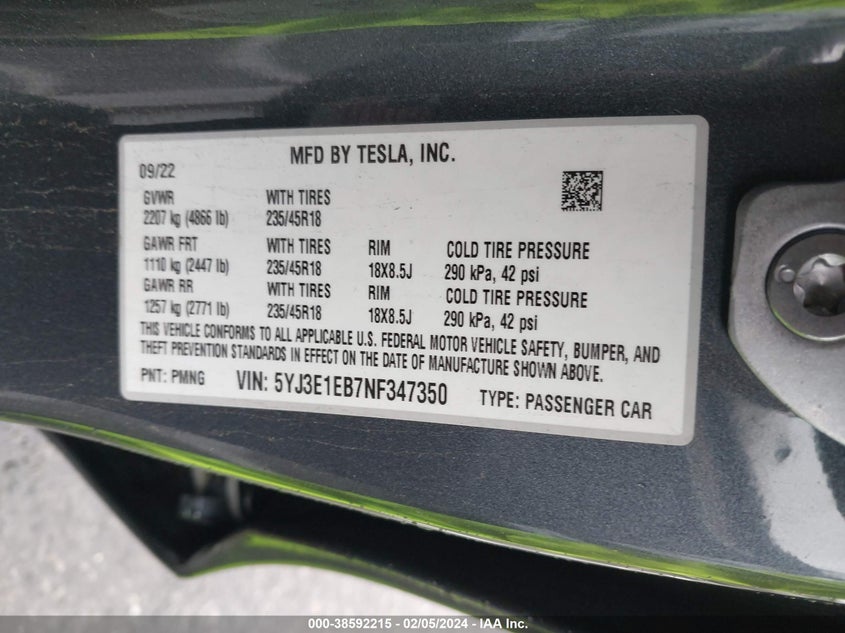 MFD BY TESLA, INC.
09/22
GVWR WITH TIRES
2207 kg (4866 lb) 235/45R18
GAWR FRT WITH TIRES RIM COLD TIRE PRESSURE
1110 kg (2447 lb) 235/45R18 18X8.5J 290 kPa, 42 psi
GAWR RR WITH TIRES RIM COLD TIRE PRESSURE
1257 kg (2771 lb) 235/45R18 18X8.5J 290 kPa, 42 psi
THIS VEHICLE CONFORMS TO ALL APPLICABLE U.S. FEDERAL MOTOR VEHICLE SAFETY, BUMPER, AND
THEFT PREVENTION STANDARDS IN EFFECT ON THE DATE OF MANUFACTURE SHOWN ABOVE.
PNT: PMNG VIN: 5YJ3E1EB7NF347350 TYPE: PASSENGER CAR
000-38592215 - 02/05/2024 - IAA Inc.